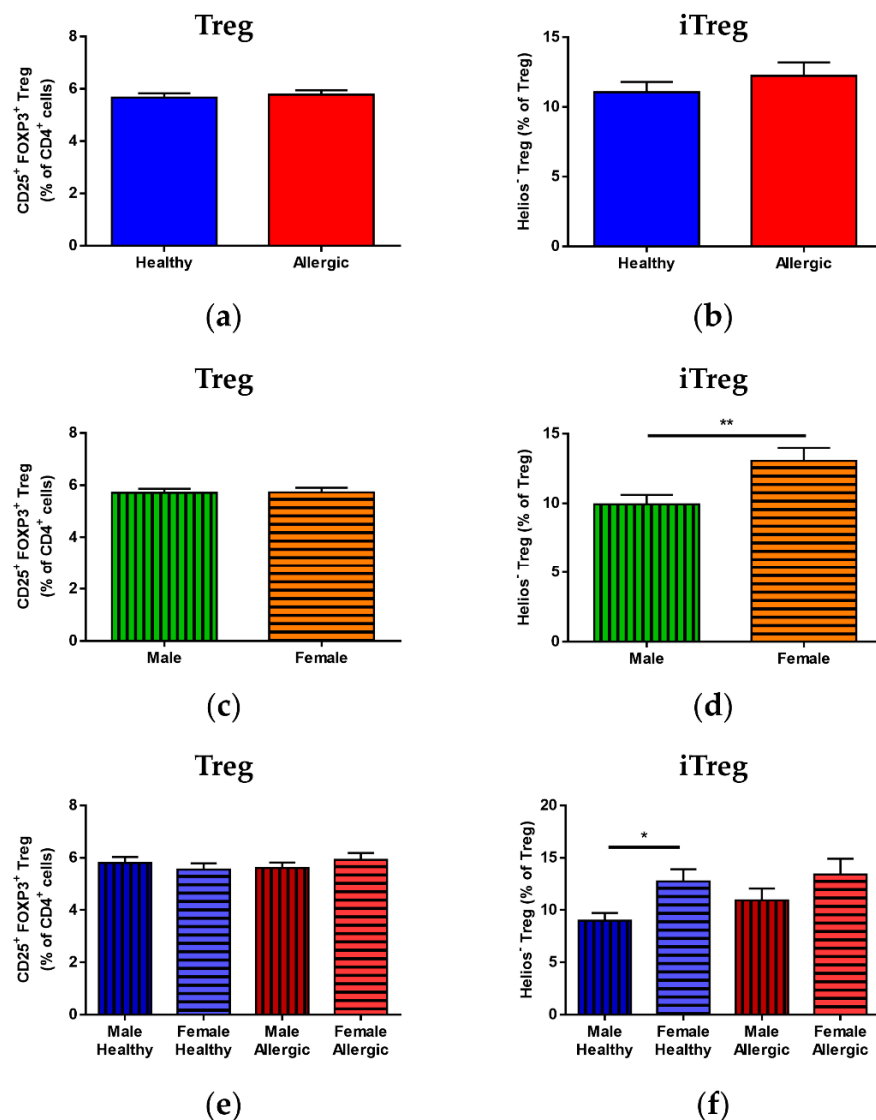 Treg
CD25⁺ FOXP3⁺ Treg
(% of CD4⁺ cells)
8
6
4
2
0
Healthy Allergic
(a)
iTreg
Helios⁻ Treg (% of Treg)
15
10
5
0
Healthy Allergic
(b)
Treg
CD25⁺ FOXP3⁺ Treg
(% of CD4⁺ cells)
8
6
4
2
0
Male Female
(c)
iTreg
Helios⁻ Treg (% of Treg)
15
10
5
0
**
Male Female
(d)
Treg
CD25⁺ FOXP3⁺ Treg
(% of CD4⁺ cells)
8
6
4
2
0
Male Female Male Female
Healthy Healthy Allergic Allergic
(e)
iTreg
Helios⁻ Treg (% of Treg)
20
15
10
5
0
*
Male Female Male Female
Healthy Healthy Allergic Allergic
(f)